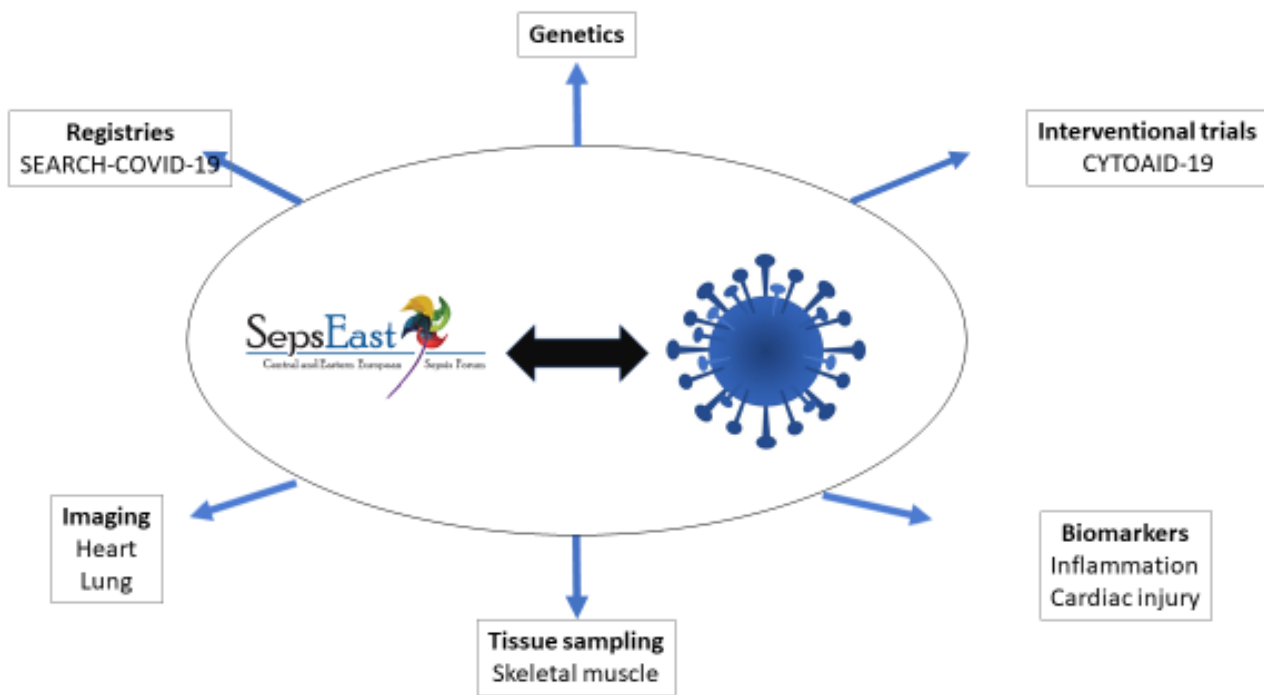 Genetics
Registries
SEARCH-COVID-19
Interventional trials
CYTOAID-19
SepsEast
Central and Eastern European Sepsis Forum
Imaging
Heart
Lung
Biomarkers
Inflammation
Cardiac injury
Tissue sampling
Skeletal muscle